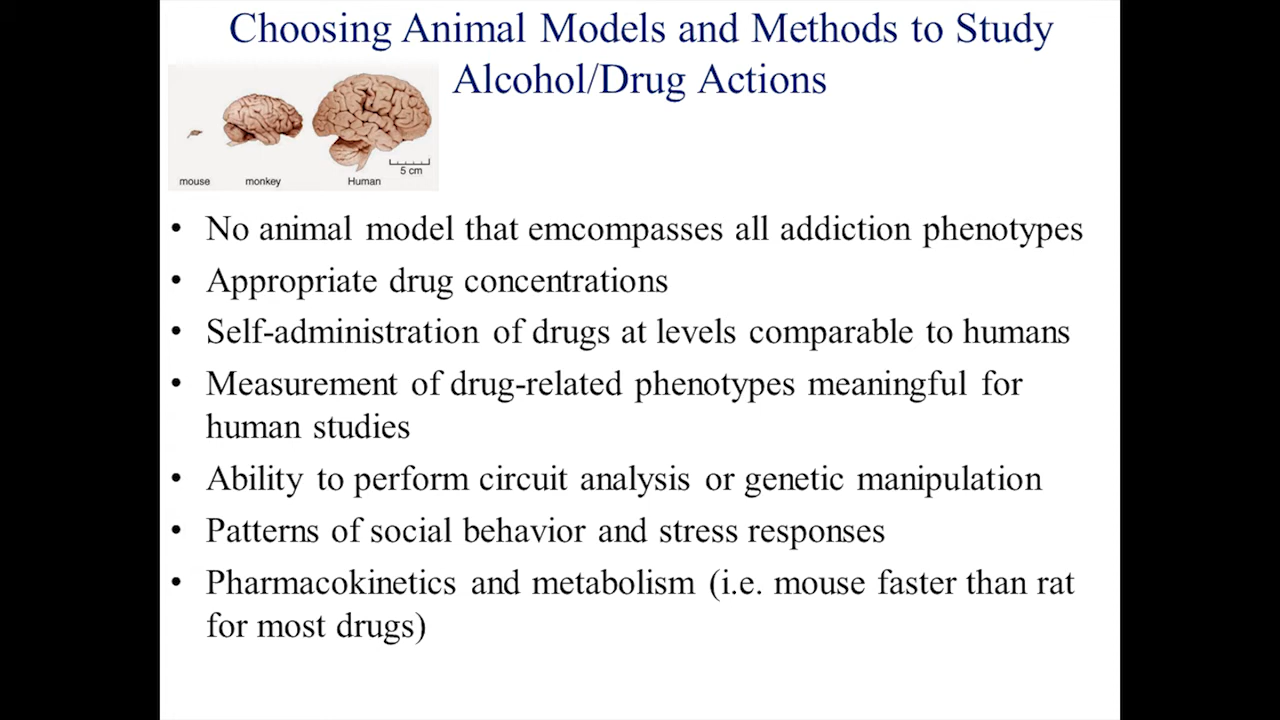 Choosing Animal Models and Methods to Study
Alcohol/Drug Actions
5 cm
mouse monkey Human
• No animal model that emcompasses all addiction phenotypes
• Appropriate drug concentrations
• Self-administration of drugs at levels comparable to humans
• Measurement of drug-related phenotypes meaningful for
human studies
• Ability to perform circuit analysis or genetic manipulation
• Patterns of social behavior and stress responses
• Pharmacokinetics and metabolism (i.e. mouse faster than rat
for most drugs)